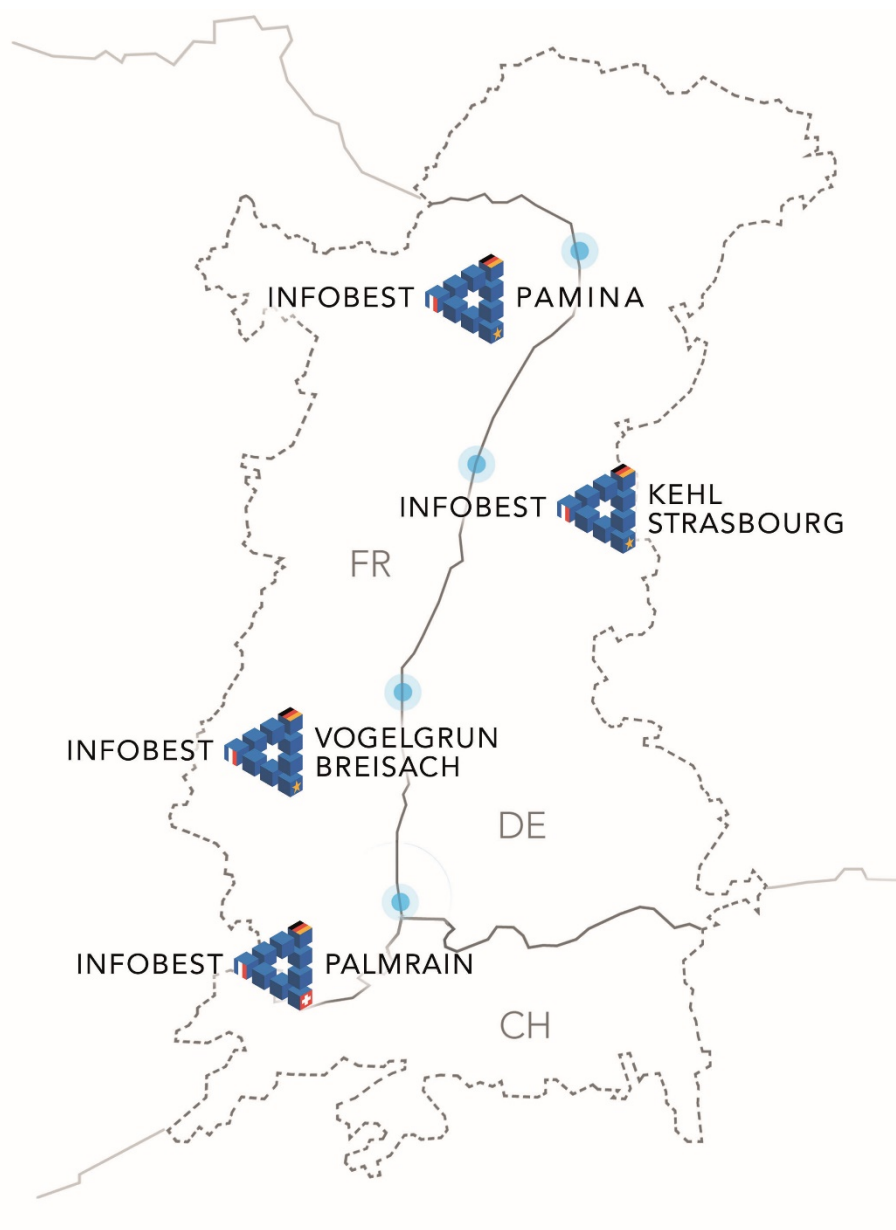 INFOBEST PAMINA
INFOBEST KEHL
STRASBOURG
FR
INFOBEST VOGELGRUN
BREISACH
DE
INFOBEST PALMRAIN
CH